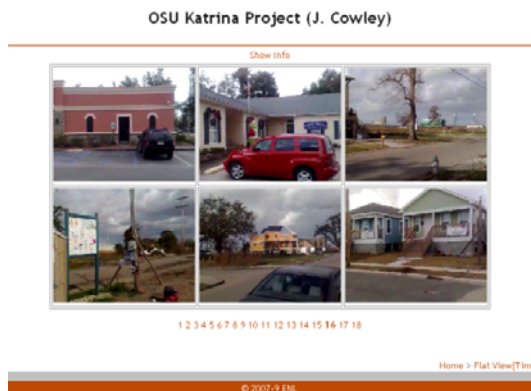 OSU Katrina Project (J. Cowley)
Show Info
1 2 3 4 5 6 7 8 9 10 11 12 13 14 15 16 17 18
Home > Flat View(Tim
© 2007-9 ENL